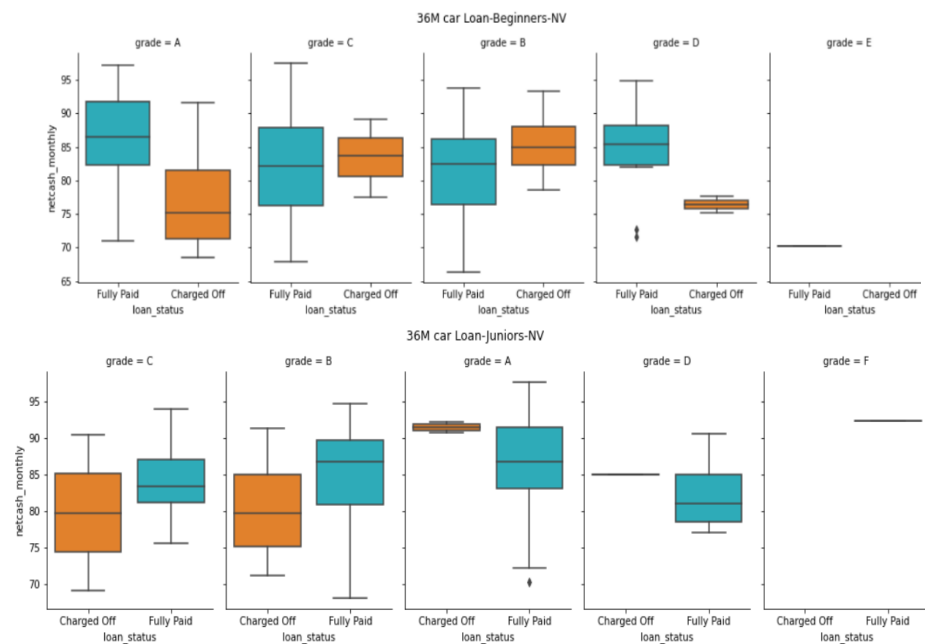 36M car Loan-Beginners-NV
grade = A grade = C grade = B grade = D grade = E
95
90
85
80
75
70
65
netcash_monthly
Fully Paid Charged Off Fully Paid Charged Off Fully Paid Charged Off Fully Paid Charged Off Fully Paid Charged Off
loan_status loan_status loan_status loan_status loan_status
36M car Loan-Juniors-NV
grade = C grade = B grade = A grade = D grade = F
95
90
85
80
75
70
netcash_monthly
Charged Off Fully Paid Charged Off Fully Paid Charged Off Fully Paid Charged Off Fully Paid Charged Off Fully Paid
loan_status loan_status loan_status loan_status loan_status